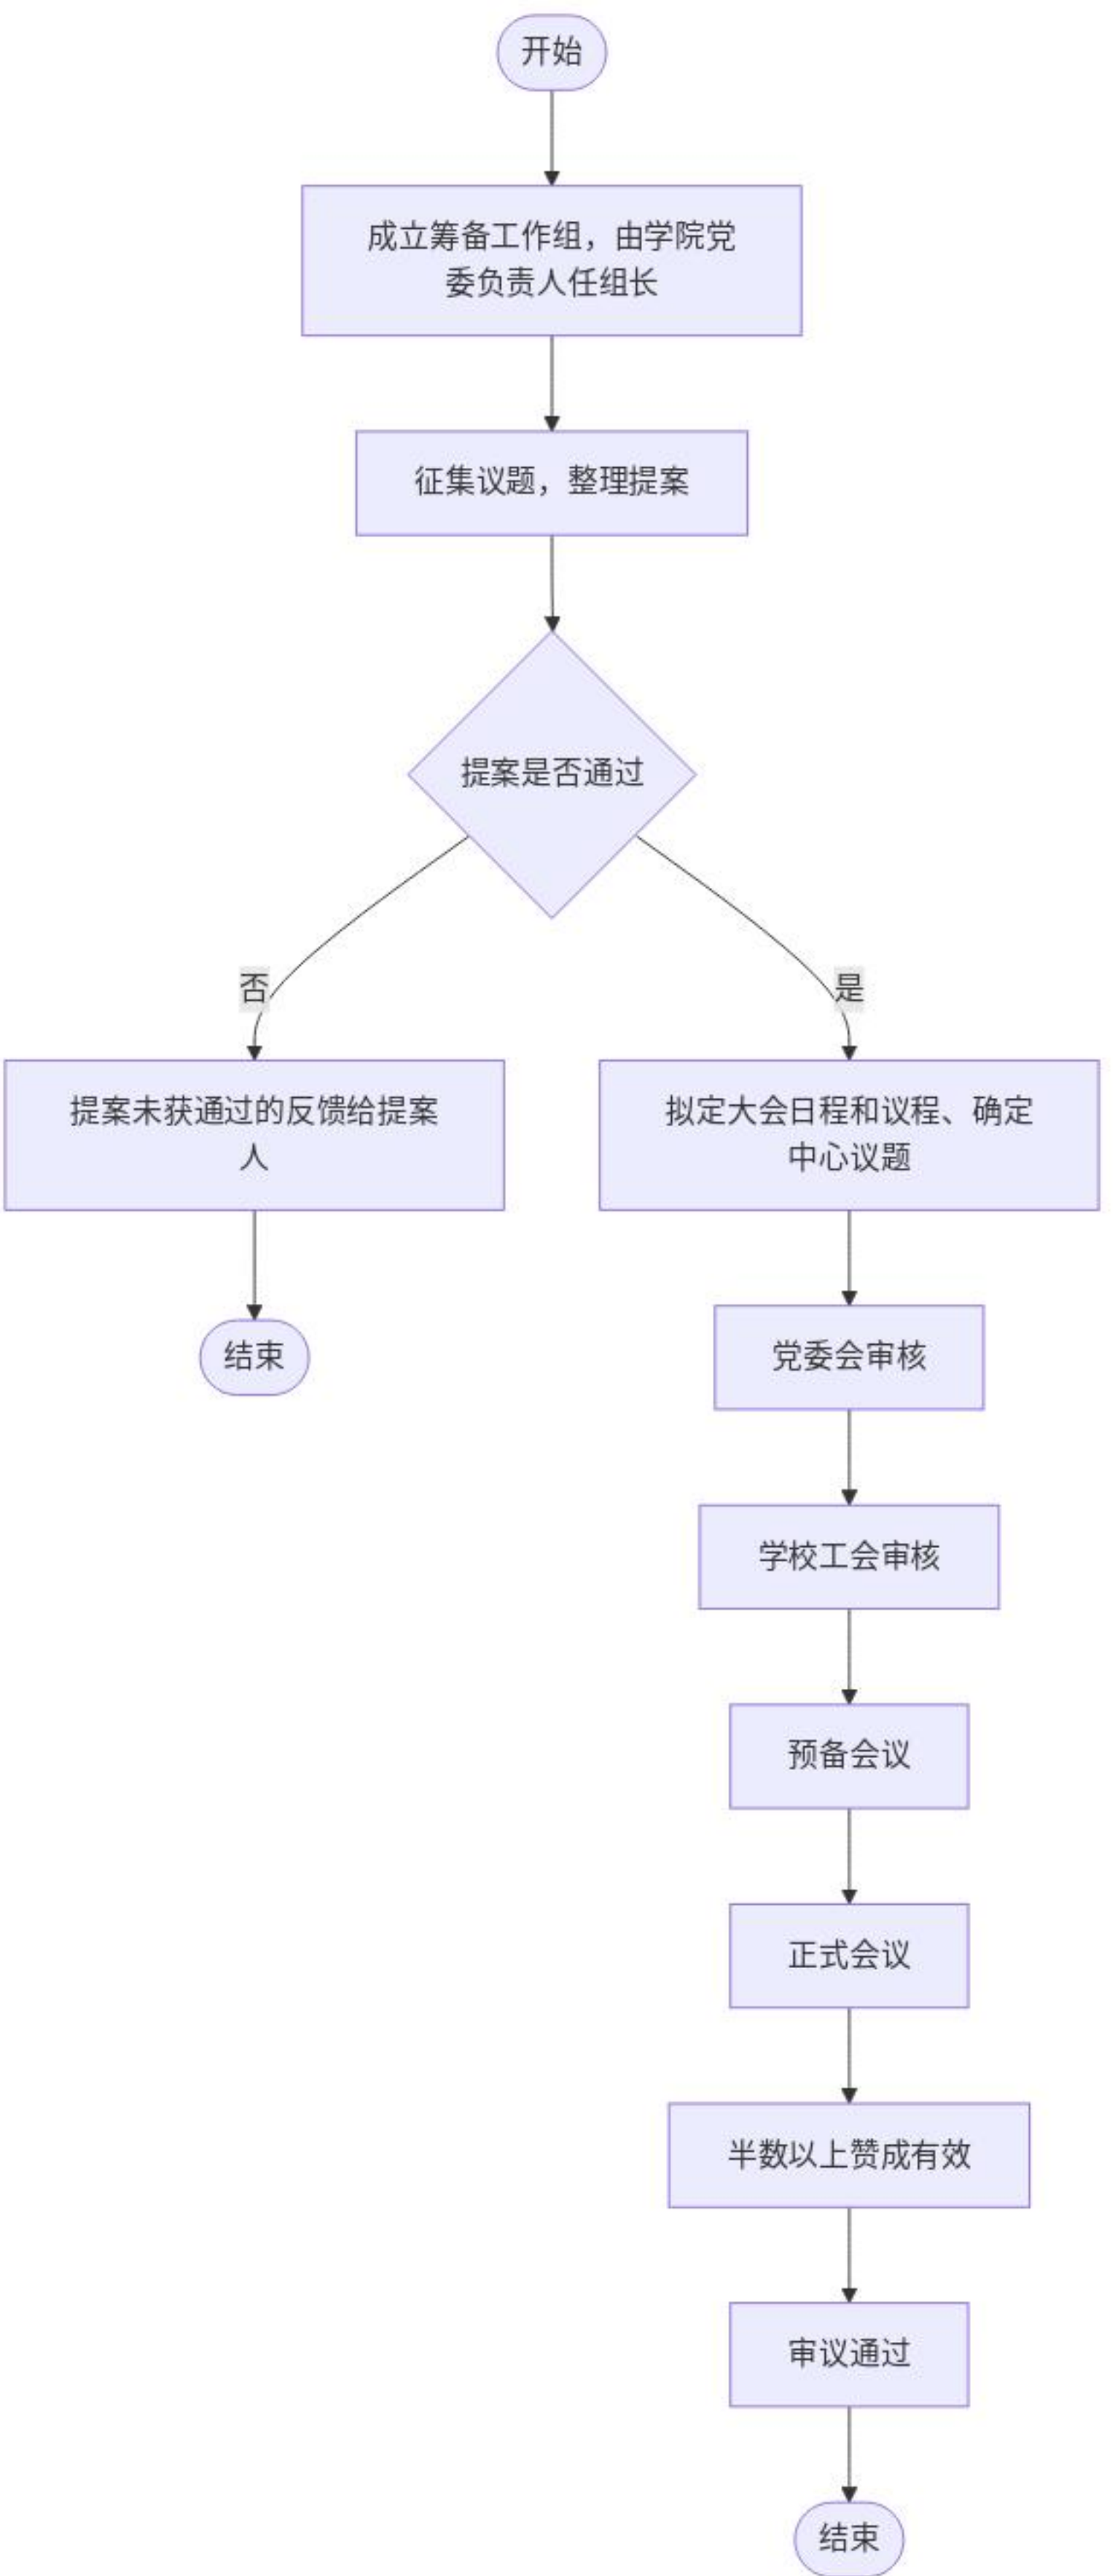 开始
成立筹备工作组，由学院党
委负责人任组长
征集议题，整理提案
提案是否通过
否
是
提案未获通过的反馈给提案
人
拟定大会日程和议程、确定
中心议题
结束
党委会审核
学校工会审核
预备会议
正式会议
半数以上赞成有效
审议通过
结束